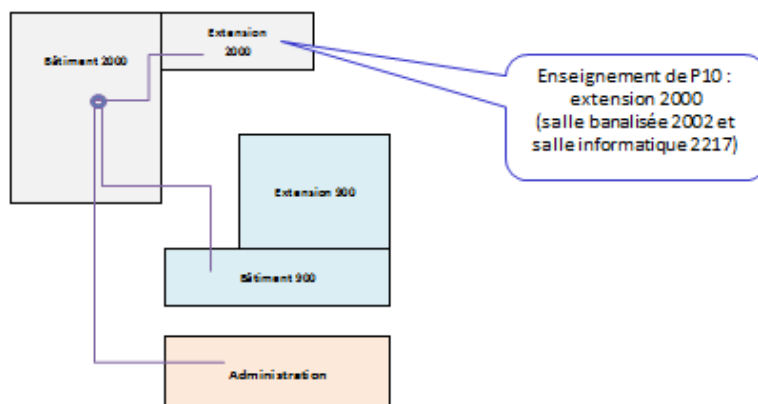 Extension
2000
Bâtiment 2000
Enseignement de P10 :
extension 2000
(salle banalisée 2002 et
salle informatique 2217)
Extension 900
Bâtiment 900
Administration